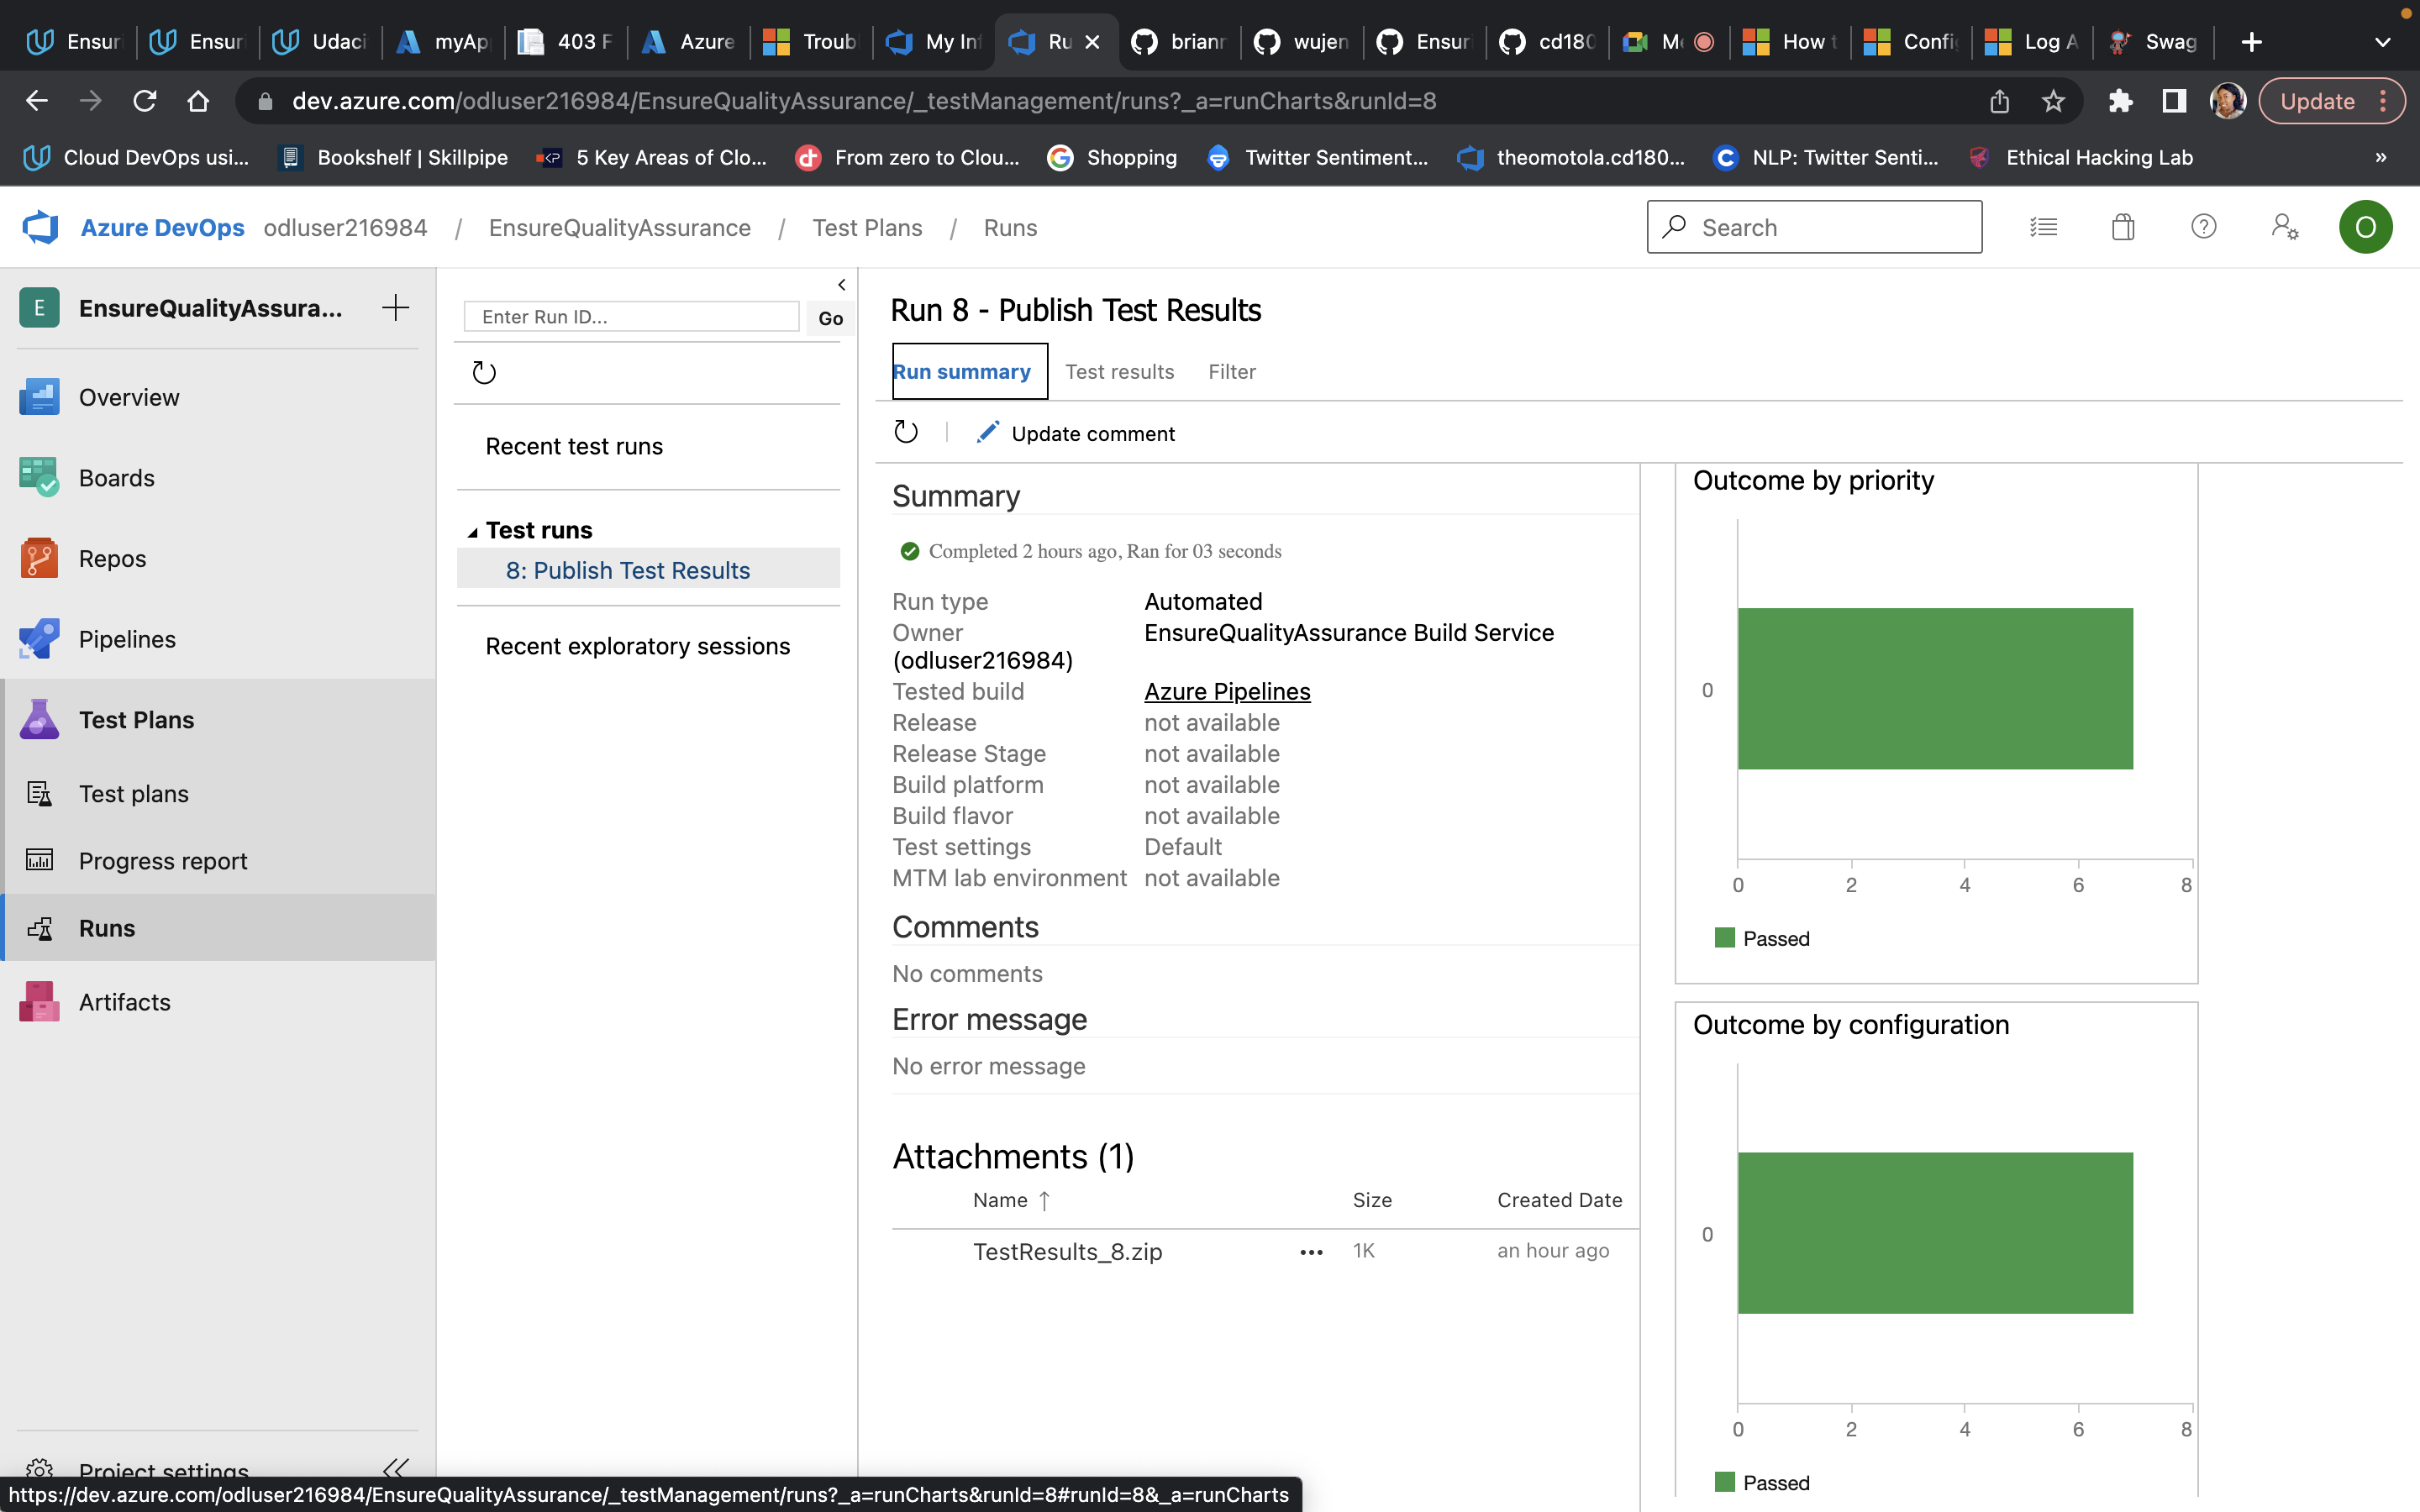 Ensuri
Ensuri
Udaci
myAp
403 F
Azure
Troub
My Inf
Ru
brianr
wujen
Ensuri
cd180
Me
How t
Confi
Log A
Swag
dev.azure.com/odluser216984/EnsureQualityAssurance/_testManagement/runs?_a=runCharts&runId=8
Update
Cloud DevOps usi...
Bookshelf | Skillpipe
5 Key Areas of Clo...
From zero to Clou...
Shopping
Twitter Sentiment...
theomotola.cd180...
NLP: Twitter Senti...
Ethical Hacking Lab
»
Azure DevOps odluser216984 / EnsureQualityAssurance / Test Plans / Runs
Search
O
E EnsureQualityAssura...
Overview
Boards
Repos
Pipelines
Test Plans
Test plans
Progress report
Runs
Artifacts
Project settings
Enter Run ID...
Go
Recent test runs
Test runs
8: Publish Test Results
Recent exploratory sessions
Run 8 - Publish Test Results
Run summary Test results Filter
Update comment
Summary
Completed 2 hours ago, Ran for 03 seconds
Run type Automated
Owner EnsureQualityAssurance Build Service
(odluser216984)
Tested build Azure Pipelines
Release not available
Release Stage not available
Build platform not available
Build flavor not available
Test settings Default
MTM lab environment not available
Comments
No comments
Error message
No error message
Attachments (1)
Name ↑ Size Created Date
TestResults_8.zip ••• 1K an hour ago
Outcome by priority
0
0 2 4 6 8
Passed
Outcome by configuration
0
0 2 4 6 8
Passed
https://dev.azure.com/odluser216984/EnsureQualityAssurance/_testManagement/runs?_a=runCharts&runId=8#runId=8&_a=runCharts